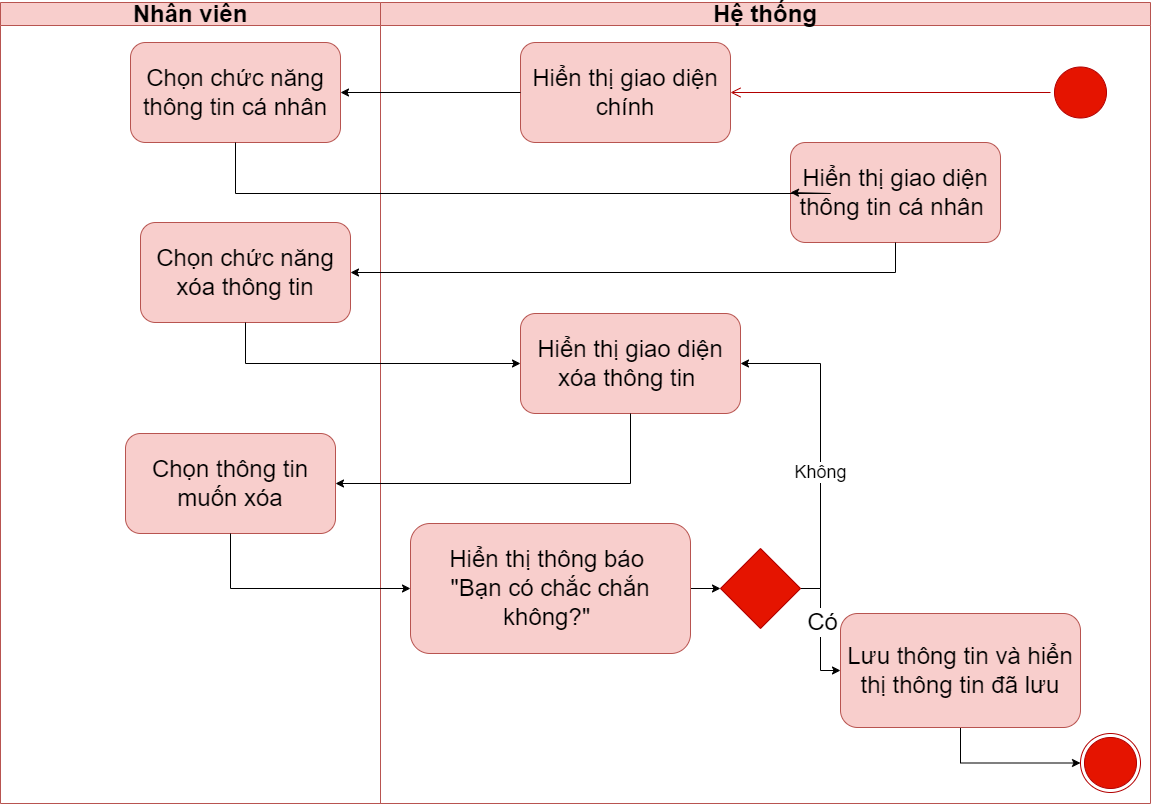 Nhân viên
Hệ thống
Chọn chức năng
thông tin cá nhân
Hiển thị giao diện
chính
Hiển thị giao diện
thông tin cá nhân
Chọn chức năng
xóa thông tin
Hiển thị giao diện
xóa thông tin
Chọn thông tin
muốn xóa
Không
Hiển thị thông báo
"Bạn có chắc chắn
không?"
Có
Lưu thông tin và hiển
thị thông tin đã lưu